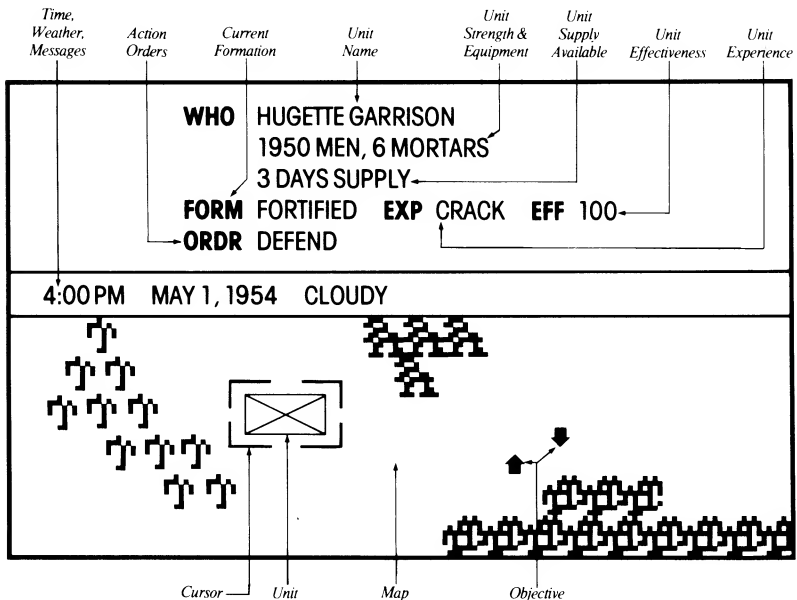 Time,
Weather,
Messages
Action
Orders
Current
Formation
Unit
Name
Unit
Strength &
Equipment
Unit
Supply
Available
Unit
Effectiveness
Unit
Experience
WHO HUGETTE GARRISON
1950 MEN, 6 MORTARS
3 DAYS SUPPLY
FORM FORTIFIED EXP CRACK EFF 100
ORDR DEFEND
4:00 PM MAY 1, 1954 CLOUDY
Cursor
Unit
Map
Objective